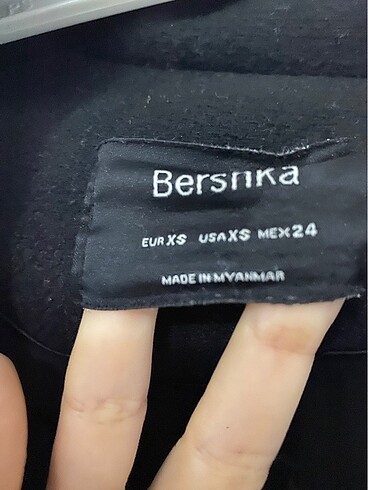 Bershka
EUR XS USA XS MEX 24
MADE IN MYANMAR